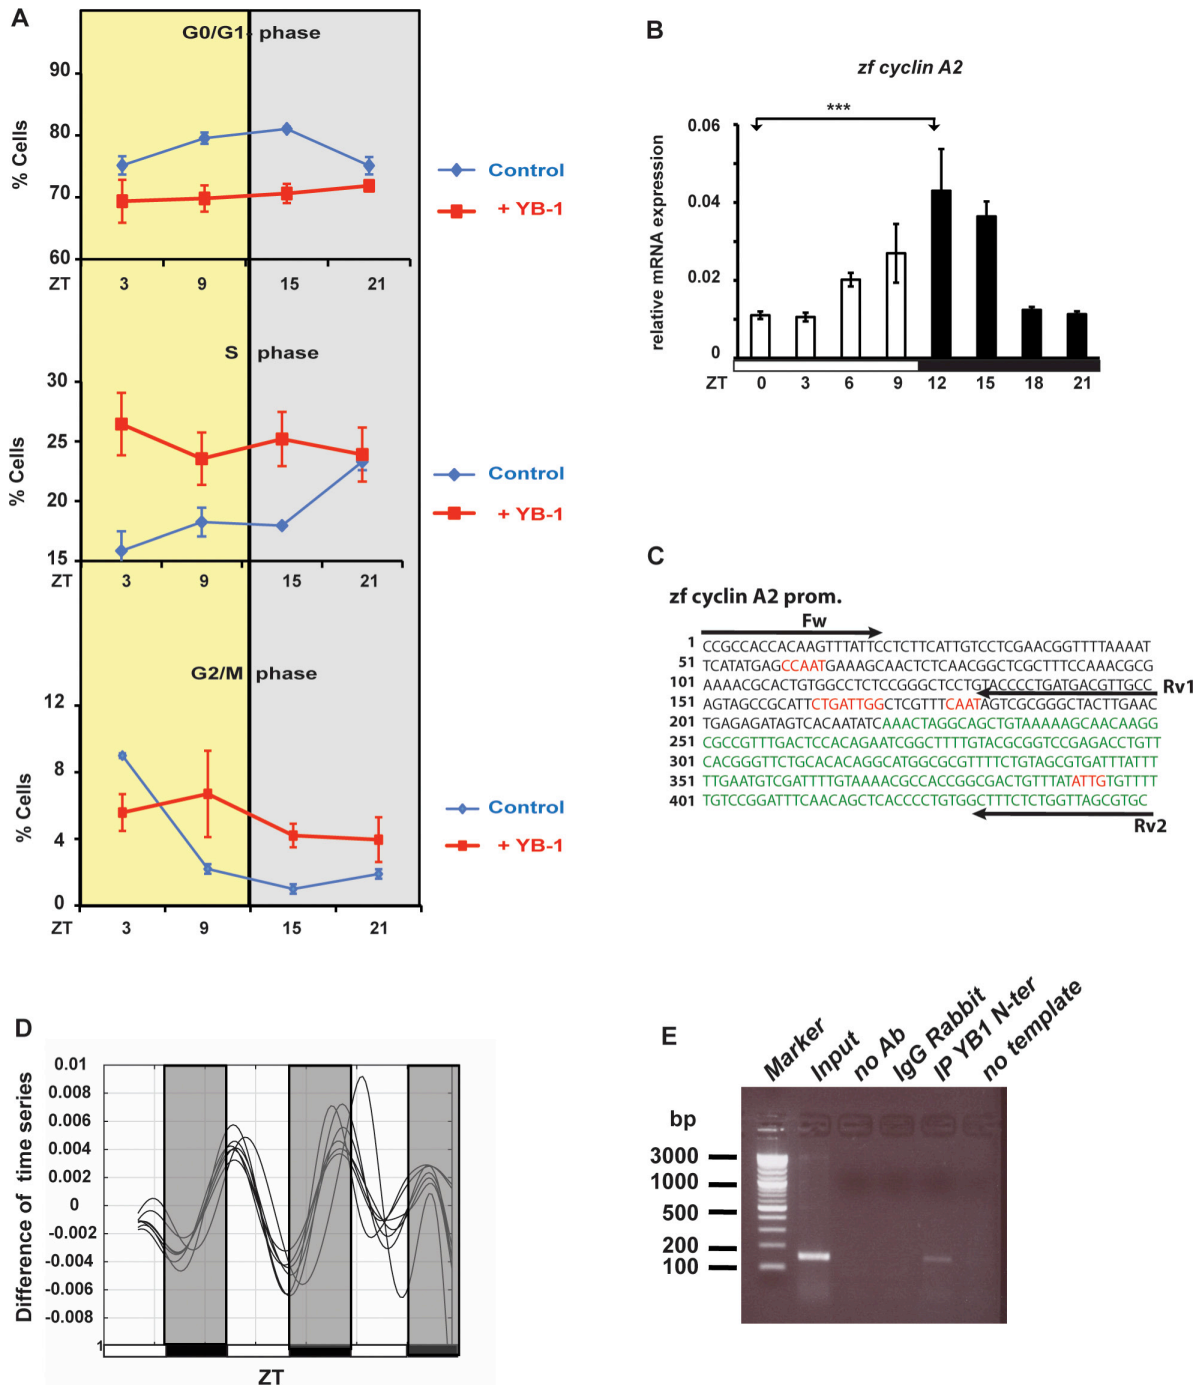 A
G0/G1- phase
% Cells
90
80
70
60
ZT 3 9 15 21
Control
+ YB-1
S phase
% Cells
30
25
20
15
ZT 3 9 15 21
Control
+ YB-1
G2/M phase
% Cells
12
8
4
0
ZT 3 9 15 21
Control
+ YB-1
B
zf cyclin A2
***
relative mRNA expression
0.06
0.04
0.02
0
ZT 0 3 6 9 12 15 18 21
C
zf cyclin A2 prom.
Fw
1 CCGCCACCACAAGTTTATTCCTCTTCATTGTCCTCGAACGGTTTTAAAAT
51 TCATATGAGCCAATGAAAGCAACTCTCAACGGCTCGCTTTCCAAACGCG
101 AAAACGCACTGTGGCCTCTCCGGGCTCCTGTACCCCTGATGACGTTGCC
Rv1
151 AGTAGCCGCATTCTGATTGGCTCGTTTCAATAGTCGCGGGCTACTTGAAC
201 TGAGAGATAGTCACAATATCAAACTAGGCAGCTGTAAAAAGCAACAAGG
251 CGCCGTTTGACTCCACAGAATCGGCTTTTGTACGCGGTCCGAGACCTGTT
301 CACGGGTTCTGCACACAGGCATGGCGCGTTTTCTGTAGCGTGATTTATTT
351 TTGAATGTCGATTTTGTAAAACGCCACCGGCGACTGTTTATATTGTGTTTT
401 TGTCCGGATTTCAACAGCTCACCCCTGTGGCTTTCTCTGGTTAGCGTGC
Rv2
D
Difference of time series
0.01
0.008
0.006
0.004
0.002
0
-0.002
-0.004
-0.006
-0.008
1
ZT
E
Marker
Input
no Ab
IgG Rabbit
IP YB1 N-ter
no template
bp
3000
1000
500
200
100